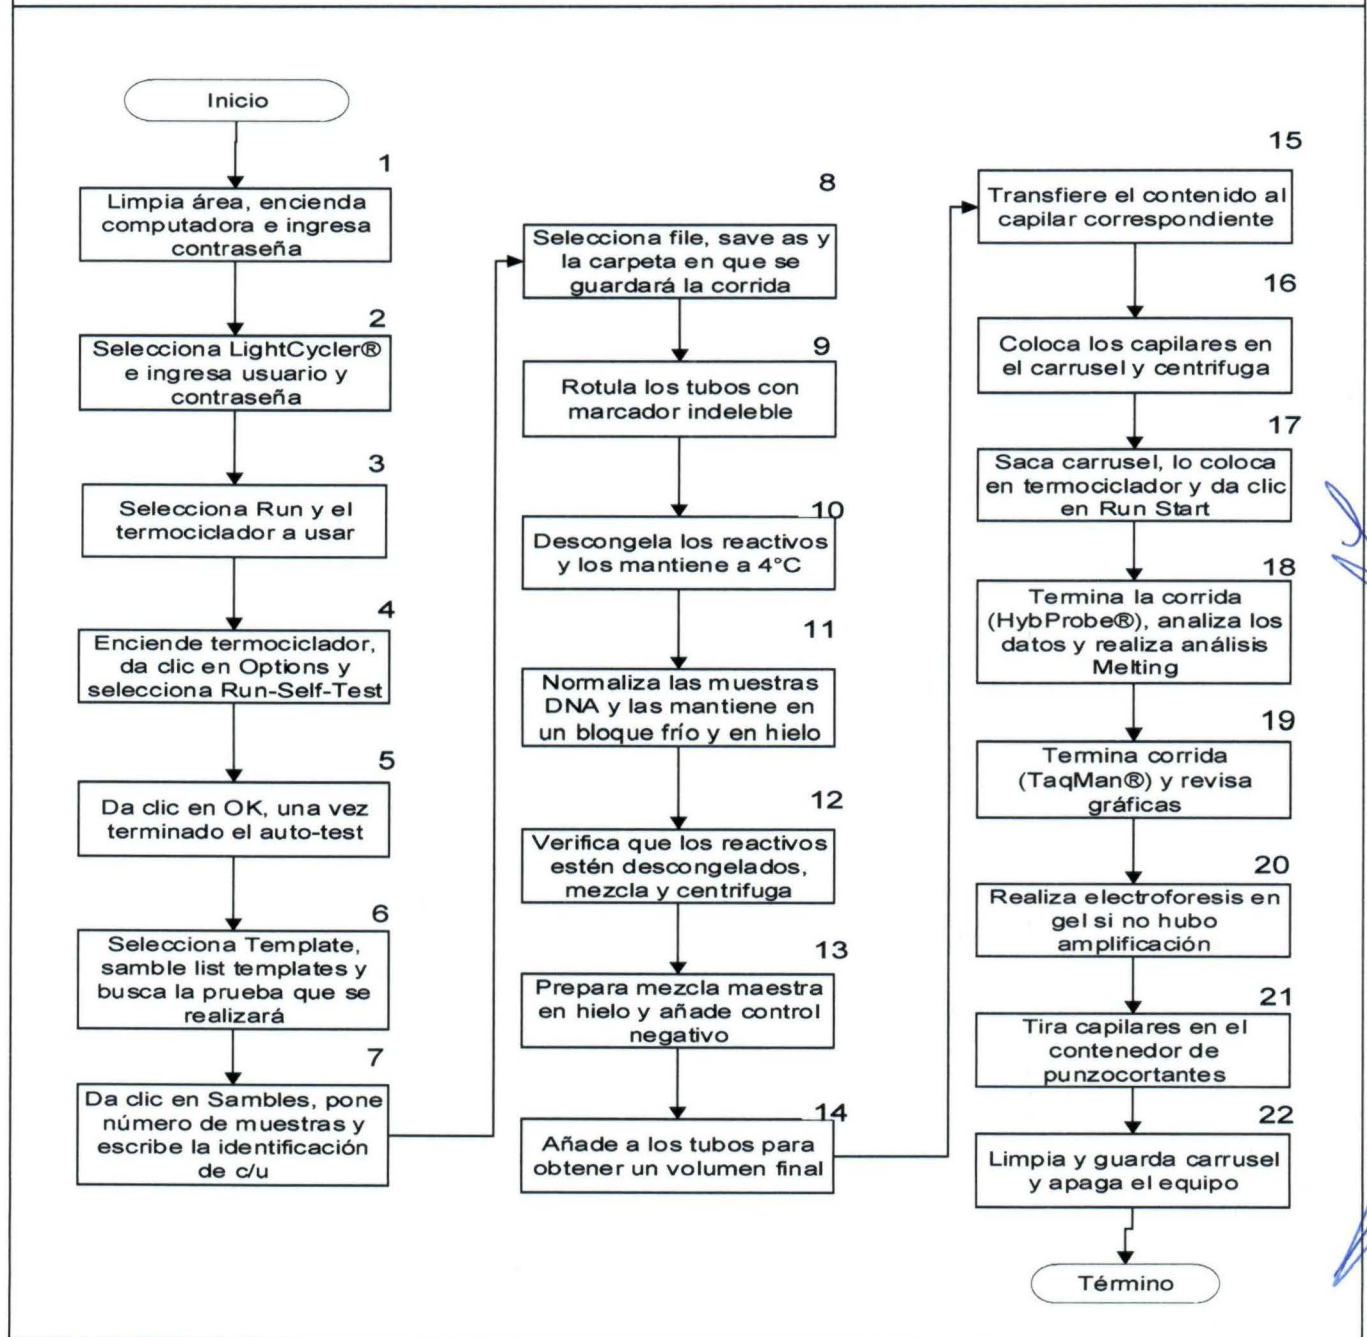 Inicio
1
Limpia área, encienda
computadora e ingresa
contraseña
2
Selecciona LightCycler®
e ingresa usuario y
contraseña
3
Selecciona Run y el
termociclador a usar
4
Enciende termociclador,
da clic en Options y
selecciona Run-Self-Test
5
Da clic en OK, una vez
terminado el auto-test
6
Selecciona Template,
samble list templates y
busca la prueba que se
realizará
7
Da clic en Sambles, pone
número de muestras y
escribe la identificación
de c/u
8
Selecciona file, save as y
la carpeta en que se
guardará la corrida
9
Rotula los tubos con
marcador indeleble
10
Descongela los reactivos
y los mantiene a 4°C
11
Normaliza las muestras
DNA y las mantiene en
un bloque frío y en hielo
12
Verifica que los reactivos
estén descongelados,
mezcla y centrifuga
13
Prepara mezcla maestra
en hielo y añade control
negativo
14
Añade a los tubos para
obtener un volumen final
15
Transfiere el contenido al
capilar correspondiente
16
Coloca los capilares en
el carrusel y centrifuga
17
Saca carrusel, lo coloca
en termociclador y da clic
en Run Start
18
Termina la corrida
(HybProbe®), analiza los
datos y realiza análisis
Melting
19
Termina corrida
(TaqMan®) y revisa
gráficas
20
Realiza electroforesis en
gel si no hubo
amplificación
21
Tira capilares en el
contenedor de
punzocortantes
22
Limpia y guarda carrusel
y apaga el equipo
Término